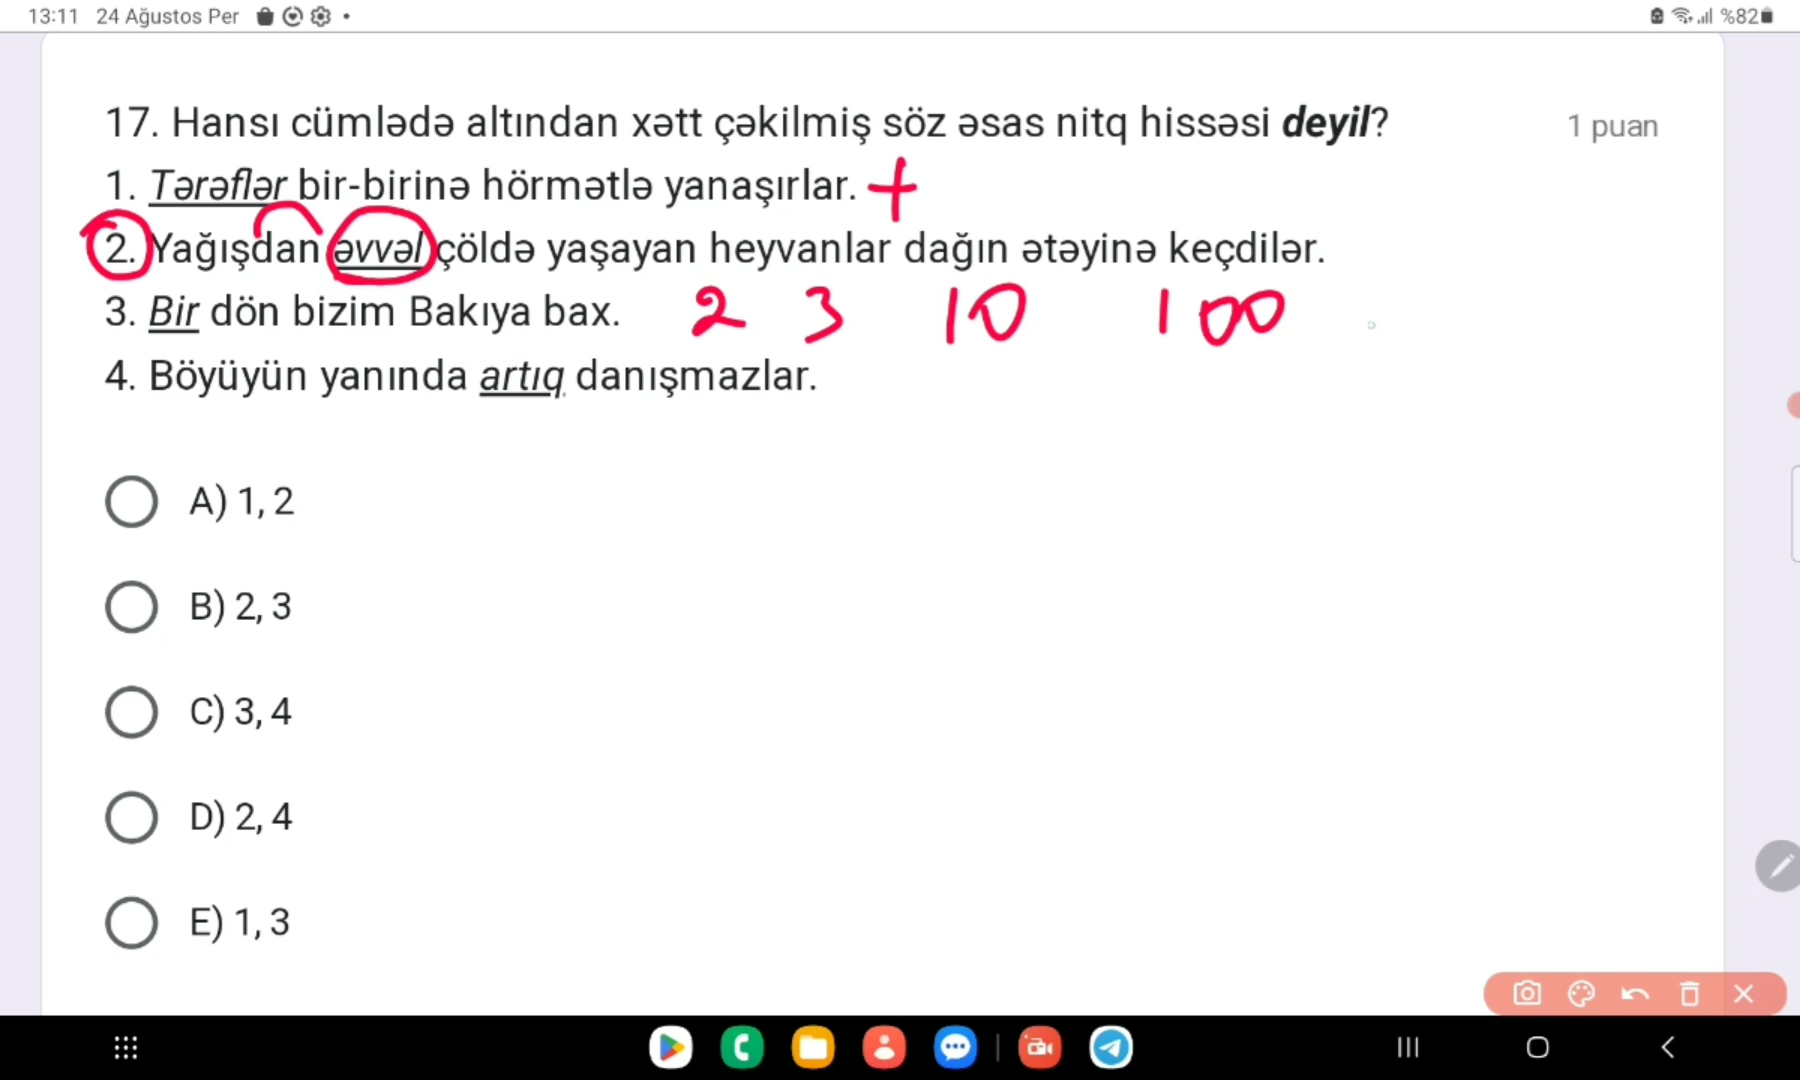 13:11 24 Ağustos Per %82
17. Hansı cümlədə altından xətt çəkilmiş söz əsas nitq hissəsi deyil? 1 puan
1. Tərəflər bir-birinə hörmətlə yanaşırlar. +
2. Yağışdan əvvəl çöldə yaşayan heyvanlar dağın ətəyinə keçdilər.
3. Bir dön bizim Bakıya bax. 2 3 10 100
4. Böyüyün yanında artıq danışmazlar.
A) 1, 2
B) 2, 3
C) 3, 4
D) 2, 4
E) 1, 3